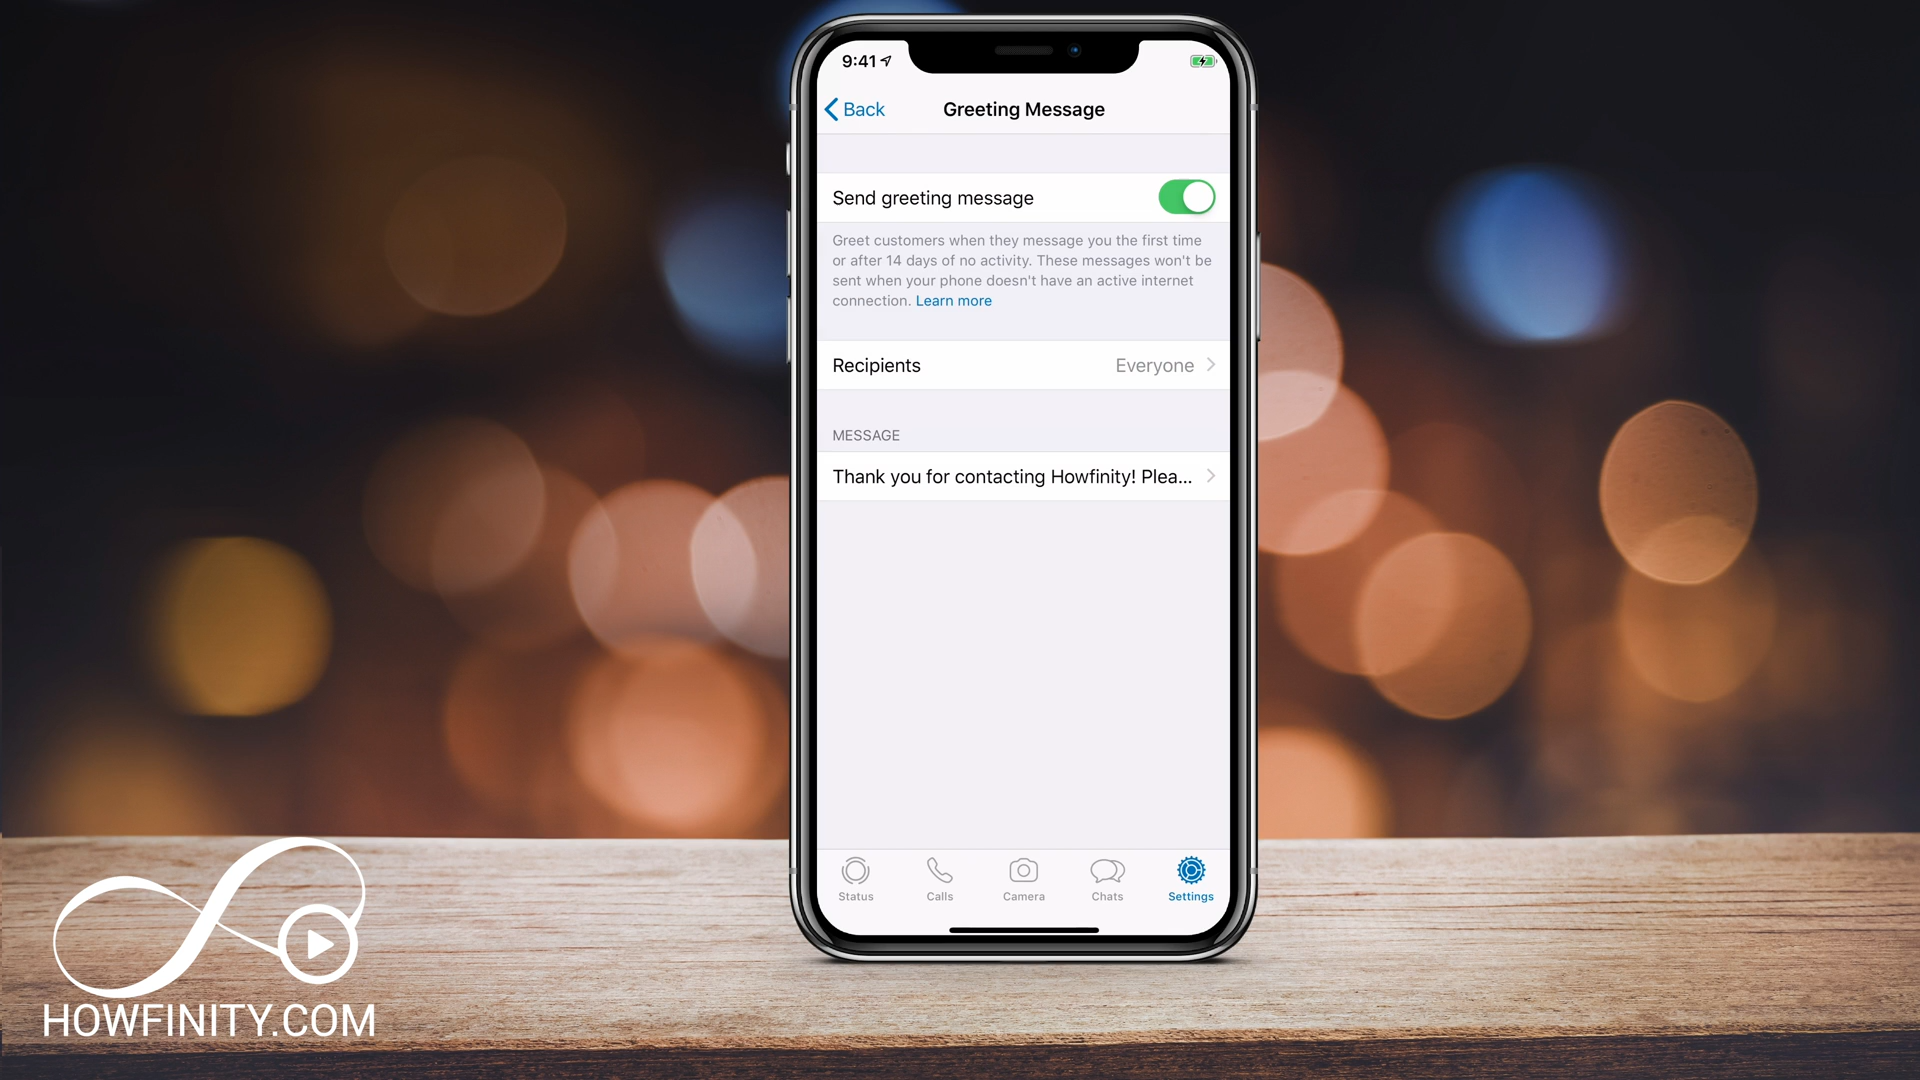 9:41
Back
Greeting Message
Send greeting message
Greet customers when they message you the first time
or after 14 days of no activity. These messages won't be
sent when your phone doesn't have an active internet
connection. Learn more
Recipients
Everyone
MESSAGE
Thank you for contacting Howfinity! Plea...
Status
Calls
Camera
Chats
Settings
HOWFINITY.COM